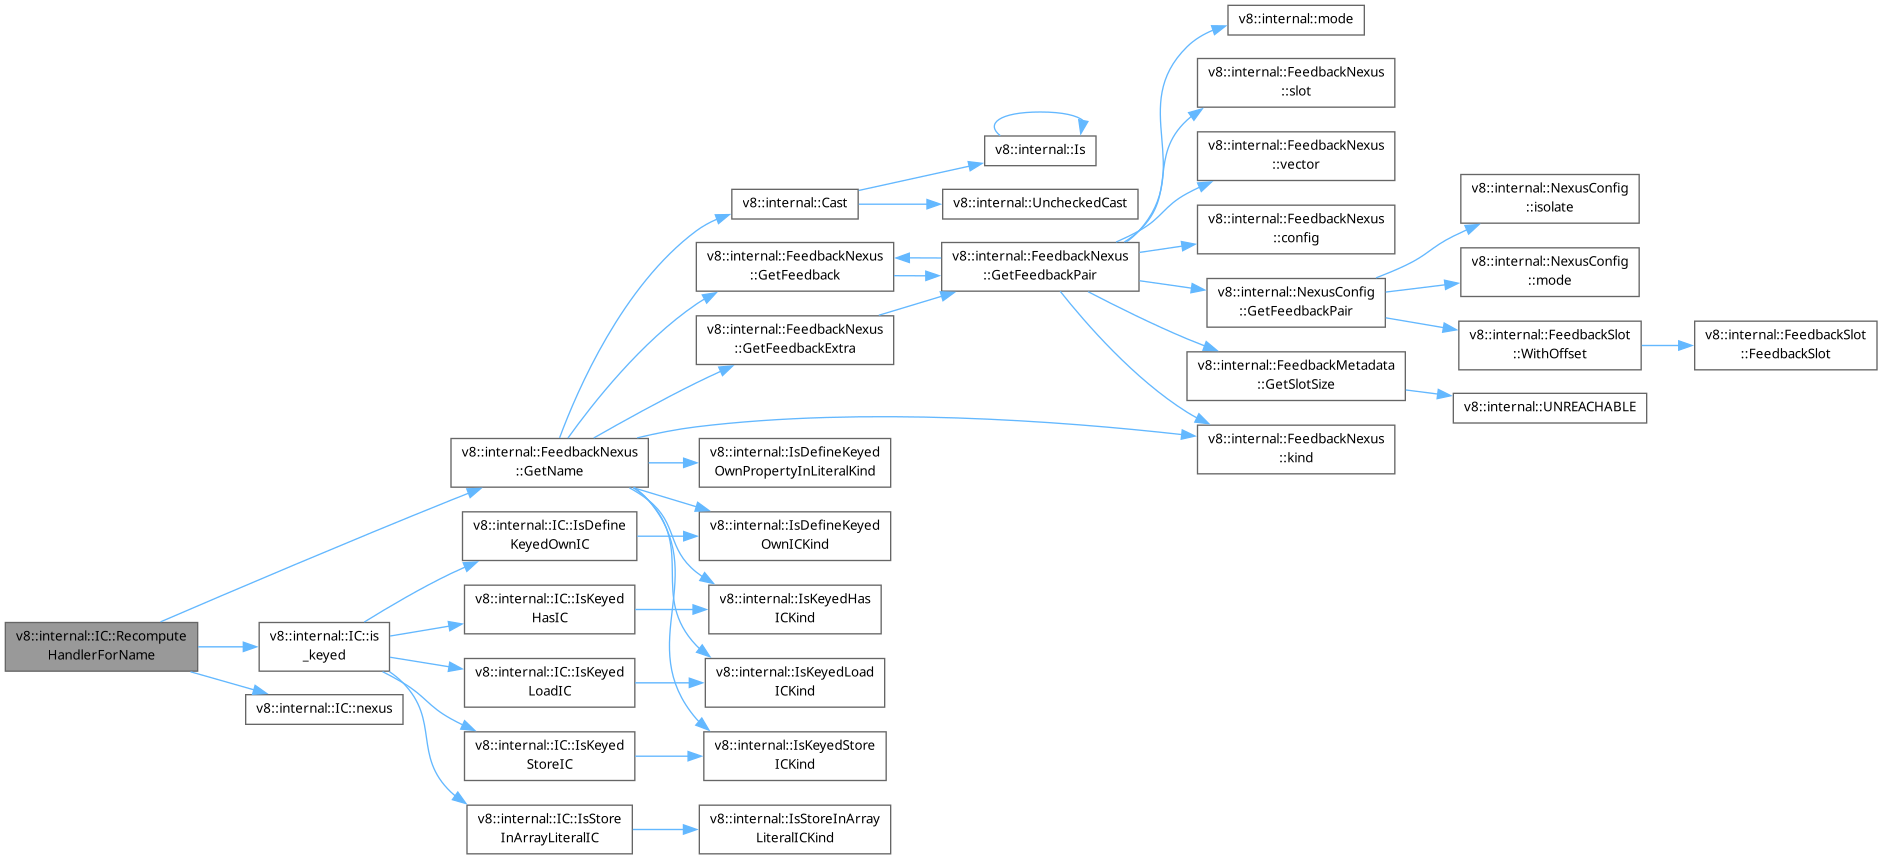 v8::internal::IC::Recompute
HandlerForName
v8::internal::FeedbackNexus
::GetName
v8::internal::Cast
v8::internal::Is
v8::internal::UncheckedCast
v8::internal::FeedbackNexus
::GetFeedback
v8::internal::FeedbackNexus
::GetFeedbackPair
v8::internal::mode
v8::internal::FeedbackNexus
::slot
v8::internal::FeedbackNexus
::vector
v8::internal::FeedbackNexus
::config
v8::internal::NexusConfig
::GetFeedbackPair
v8::internal::NexusConfig
::isolate
v8::internal::NexusConfig
::mode
v8::internal::FeedbackSlot
::WithOffset
v8::internal::FeedbackSlot
::FeedbackSlot
v8::internal::FeedbackMetadata
::GetSlotSize
v8::internal::UNREACHABLE
v8::internal::FeedbackNexus
::kind
v8::internal::FeedbackNexus
::GetFeedbackExtra
v8::internal::IsDefineKeyed
OwnPropertyInLiteralKind
v8::internal::IsDefineKeyed
OwnICKind
v8::internal::IsKeyedHas
ICKind
v8::internal::IsKeyedLoad
ICKind
v8::internal::IsKeyedStore
ICKind
v8::internal::IC::is
_keyed
v8::internal::IC::IsDefine
KeyedOwnIC
v8::internal::IC::IsKeyed
HasIC
v8::internal::IC::IsKeyed
LoadIC
v8::internal::IC::IsKeyed
StoreIC
v8::internal::IC::IsStore
InArrayLiteralIC
v8::internal::IsStoreInArray
LiteralICKind
v8::internal::IC::nexus